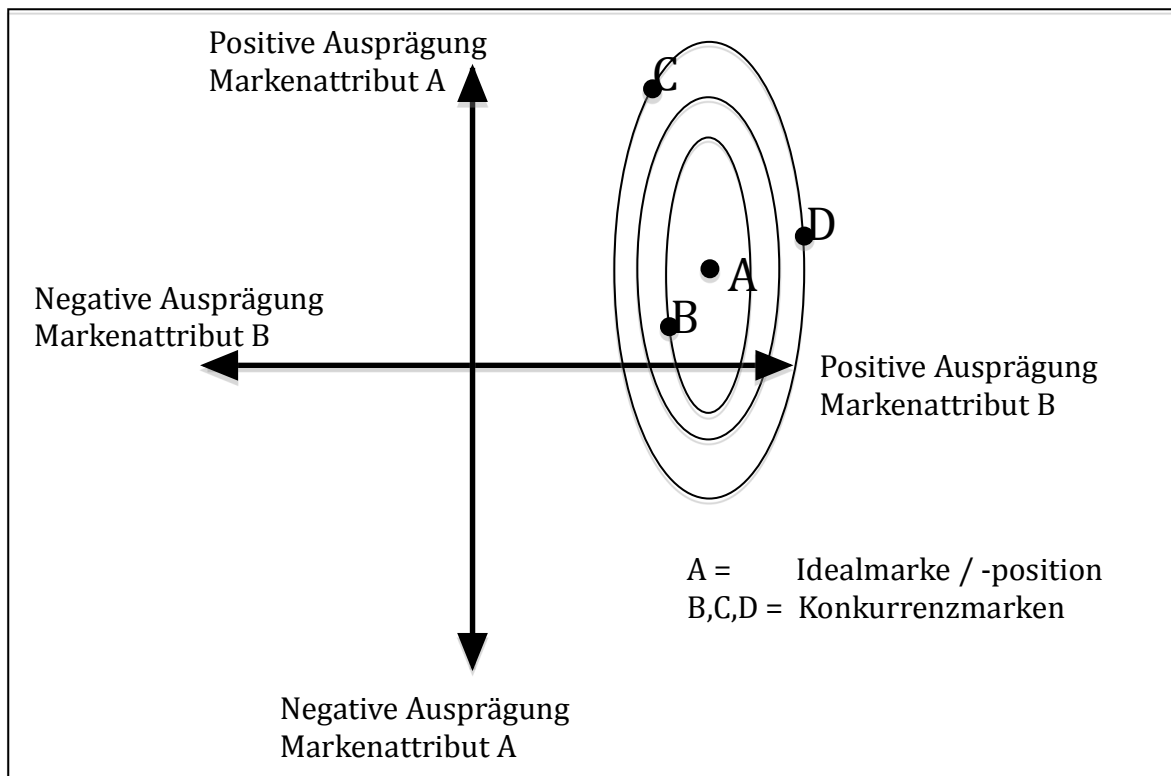 Positive Ausprägung
Markenattribut A
C
D
A
Negative Ausprägung
Markenattribut B
B
Positive Ausprägung
Markenattribut B
A = Idealmarke / -position
B,C,D = Konkurrenzmarken
Negative Ausprägung
Markenattribut A